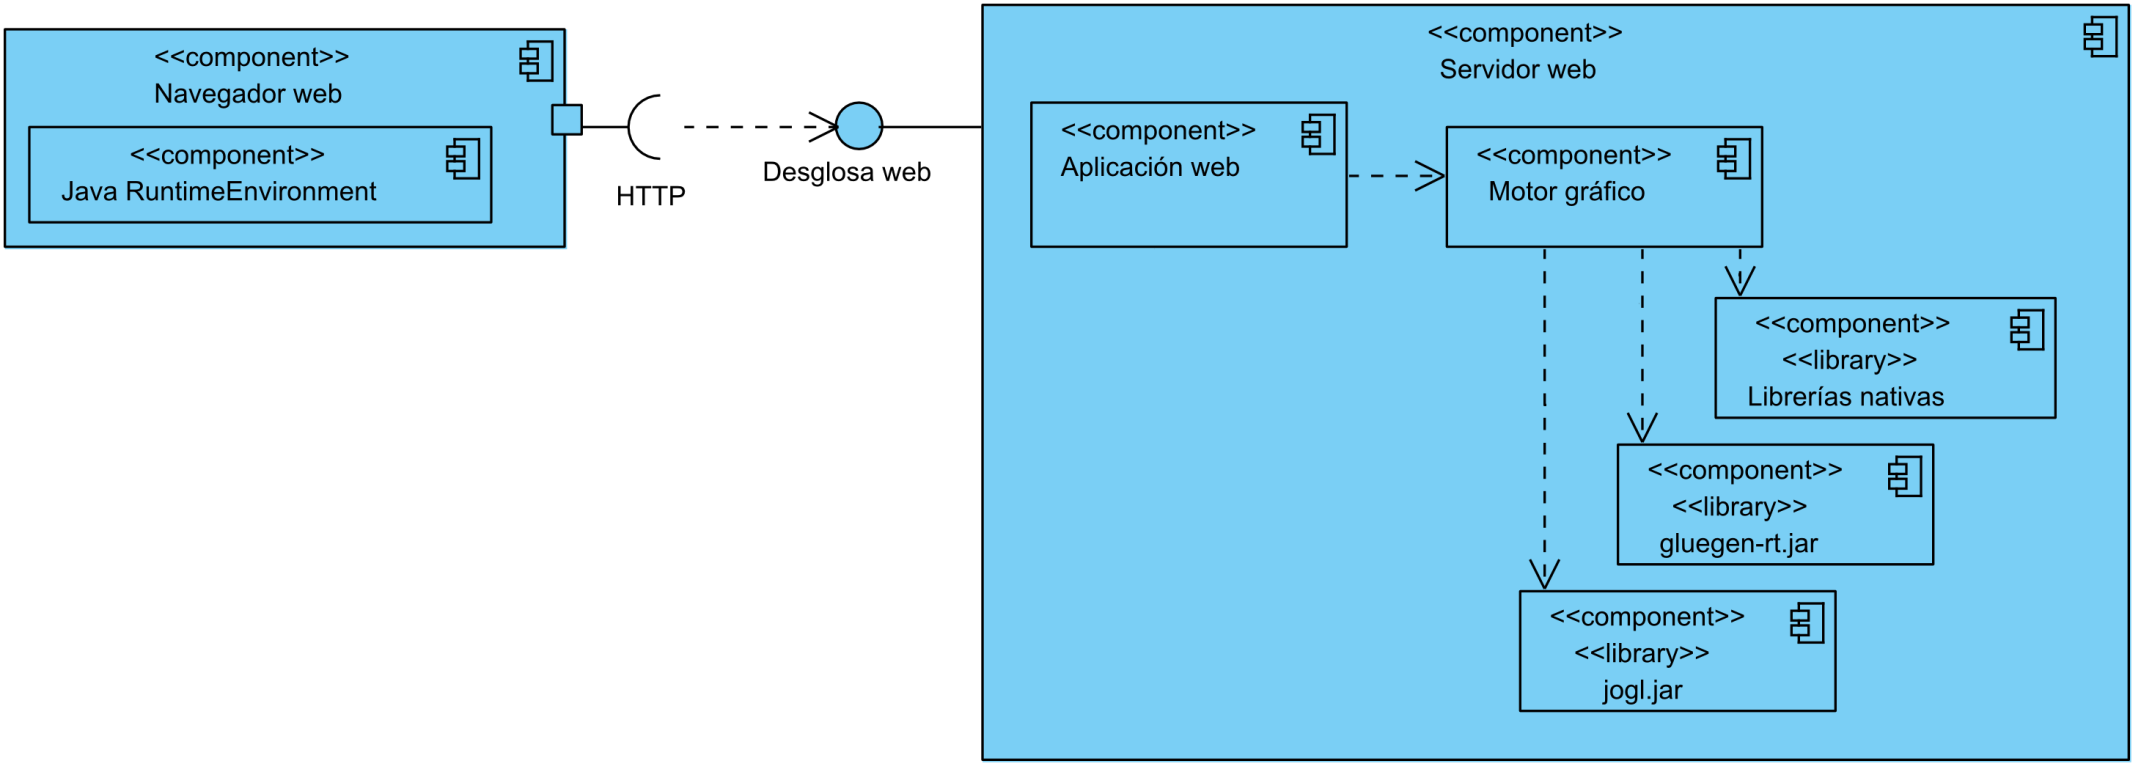 <<component>>
Navegador web
<<component>>
Java RuntimeEnvironment
HTTP
Desglosa web
<<component>>
Servidor web
<<component>>
Aplicación web
<<component>>
Motor gráfico
<<component>>
<<library>>
Librerías nativas
<<component>>
<<library>>
gluegen-rt.jar
<<component>>
<<library>>
jogl.jar